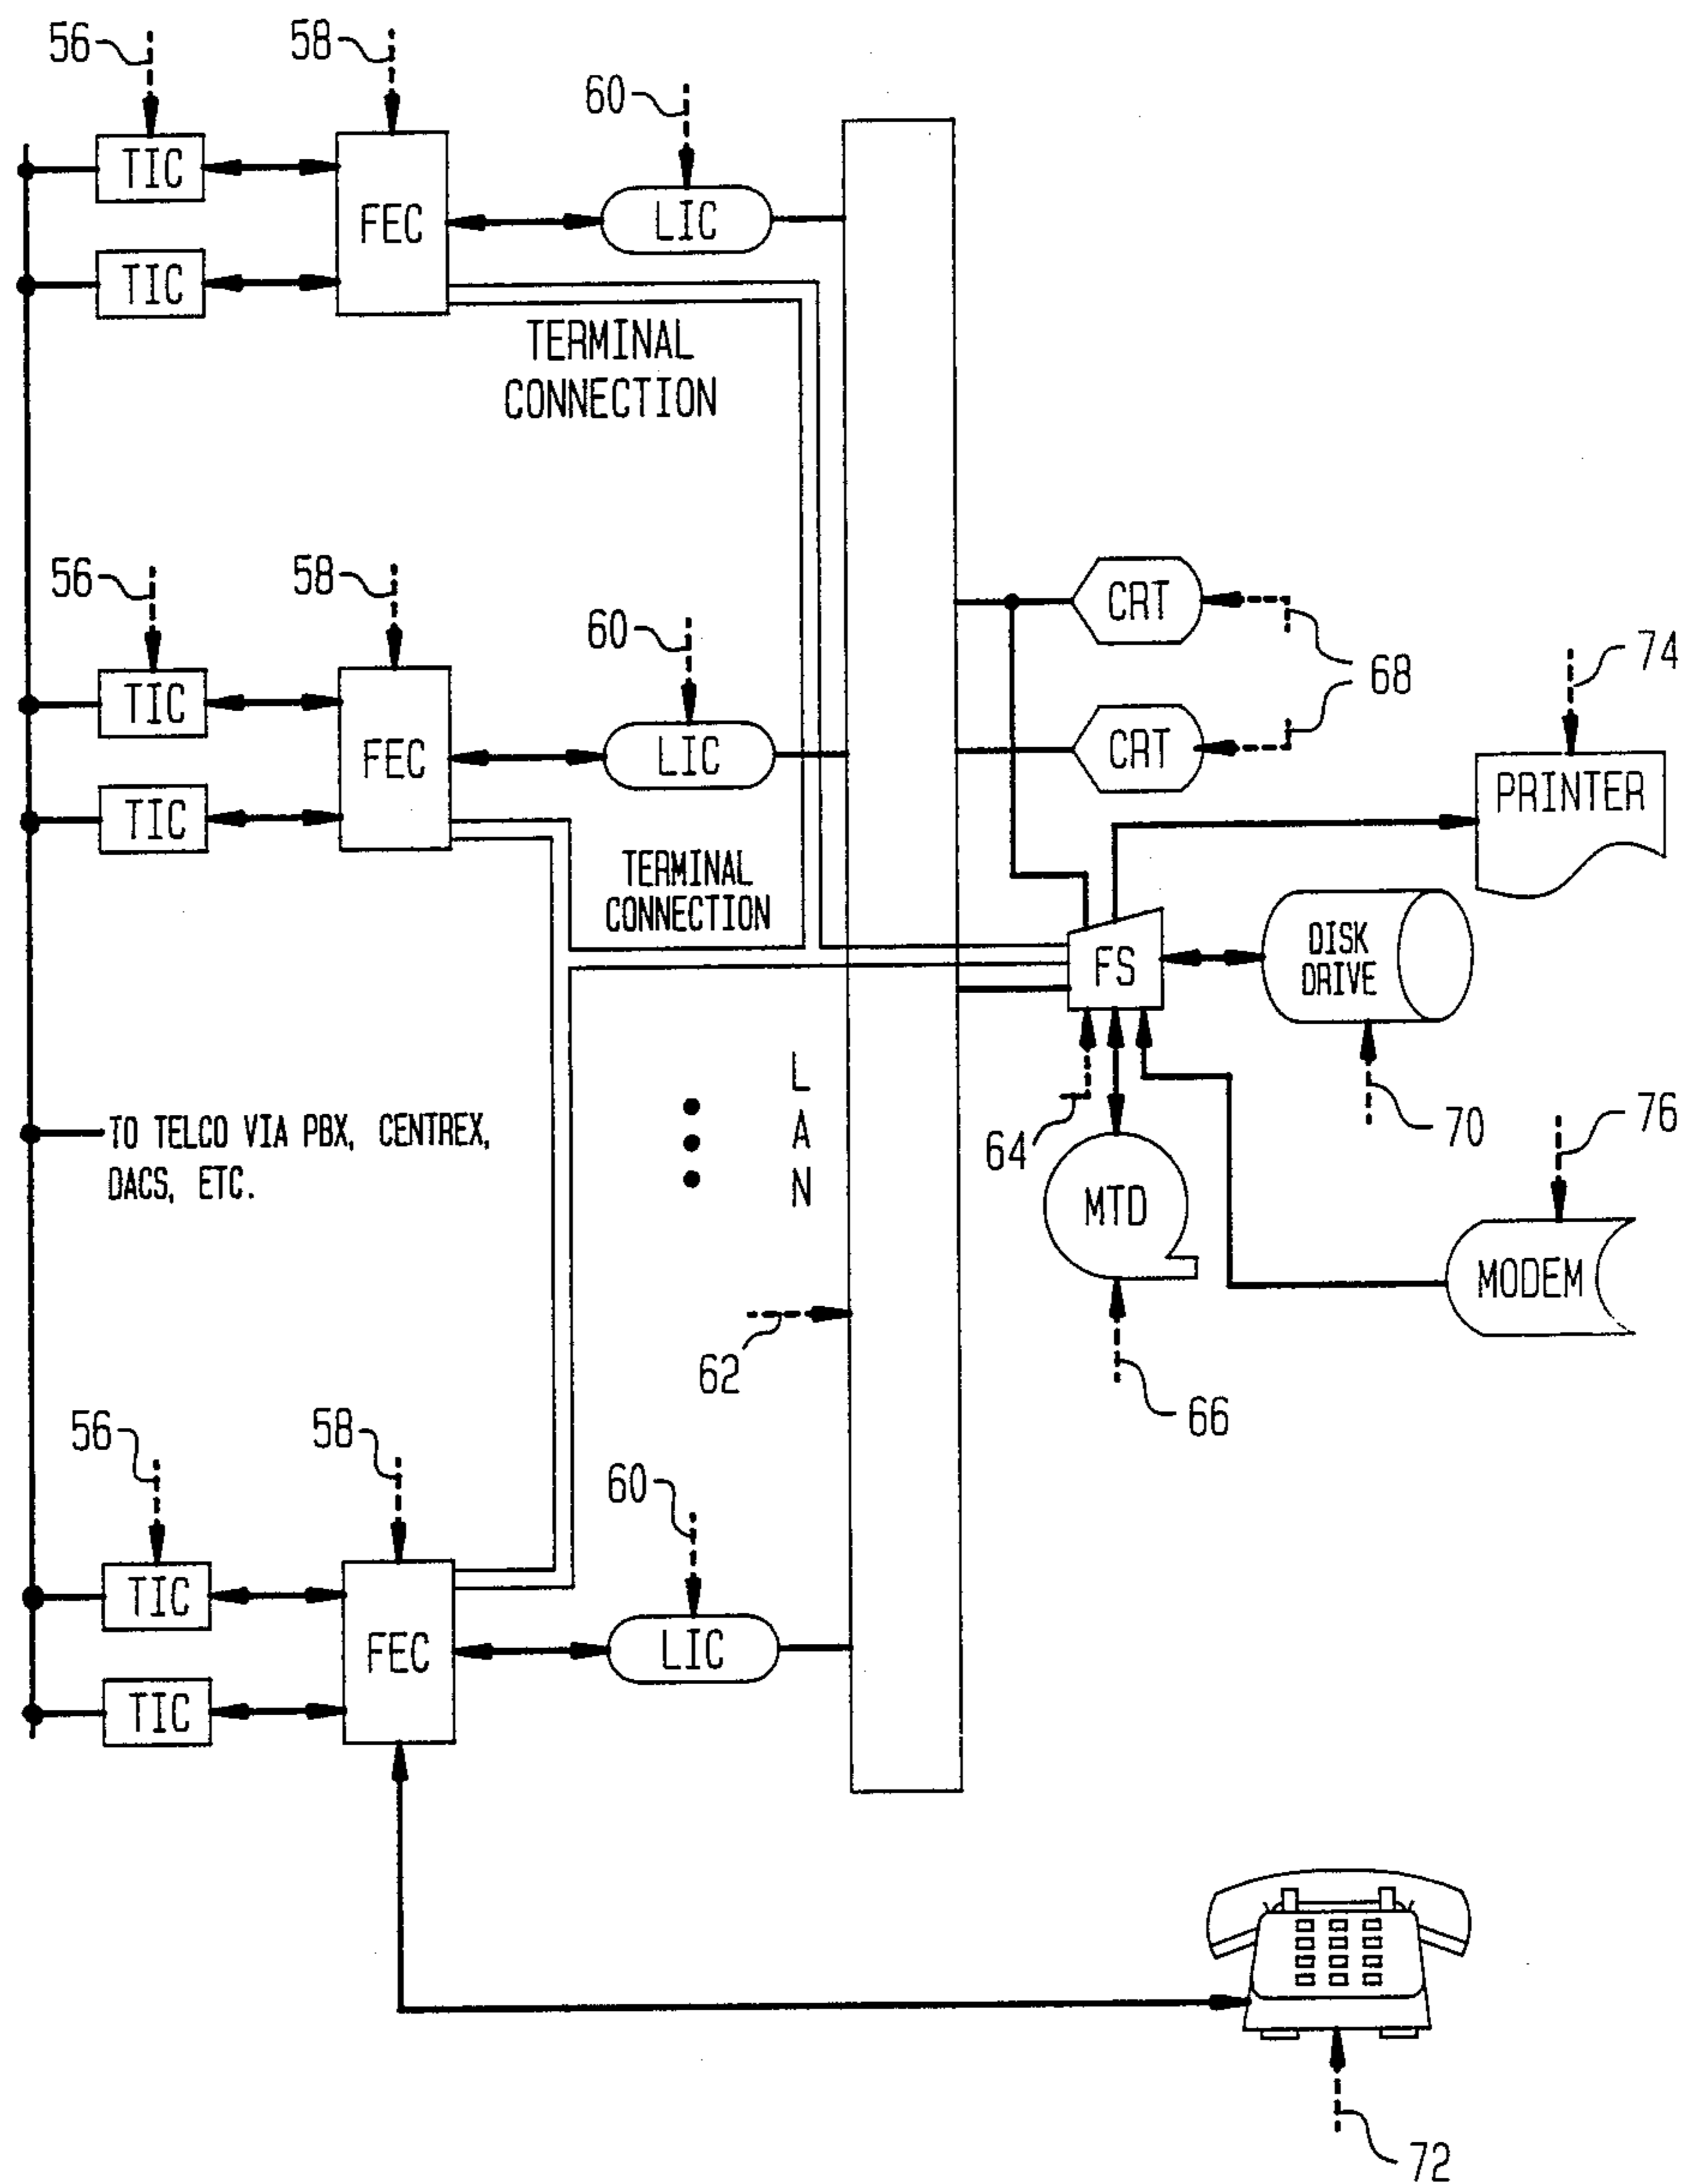 56
58
60
TIC
FEC
LIC
TIC
TERMINAL
CONNECTION
56
58
60
CRT
68
74
TIC
FEC
LIC
CRT
PRINTER
TIC
TERMINAL
CONNECTION
FS
DISK
DRIVE
L
A
N
64
70
76
TO TELCO VIA PBX, CENTREX,
DACS, ETC.
MTD
MODEM
62
66
56
58
60
TIC
FEC
LIC
TIC
72